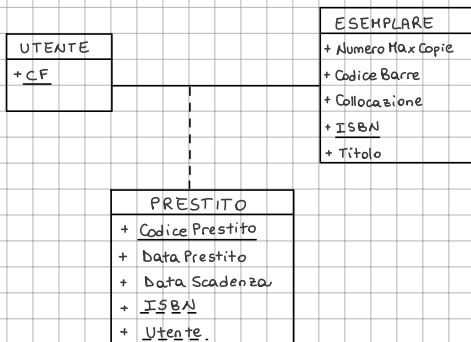 UTENTE
+ CF
ESEMPLARE
+ Numero Max Copie
+ Codice Barre
+ Collocazione
+ ISBN
+ Titolo
PRESTITO
+ Codice Prestito
+ Data Prestito
+ Data Scadenza
+ ISBN
+ Utente.